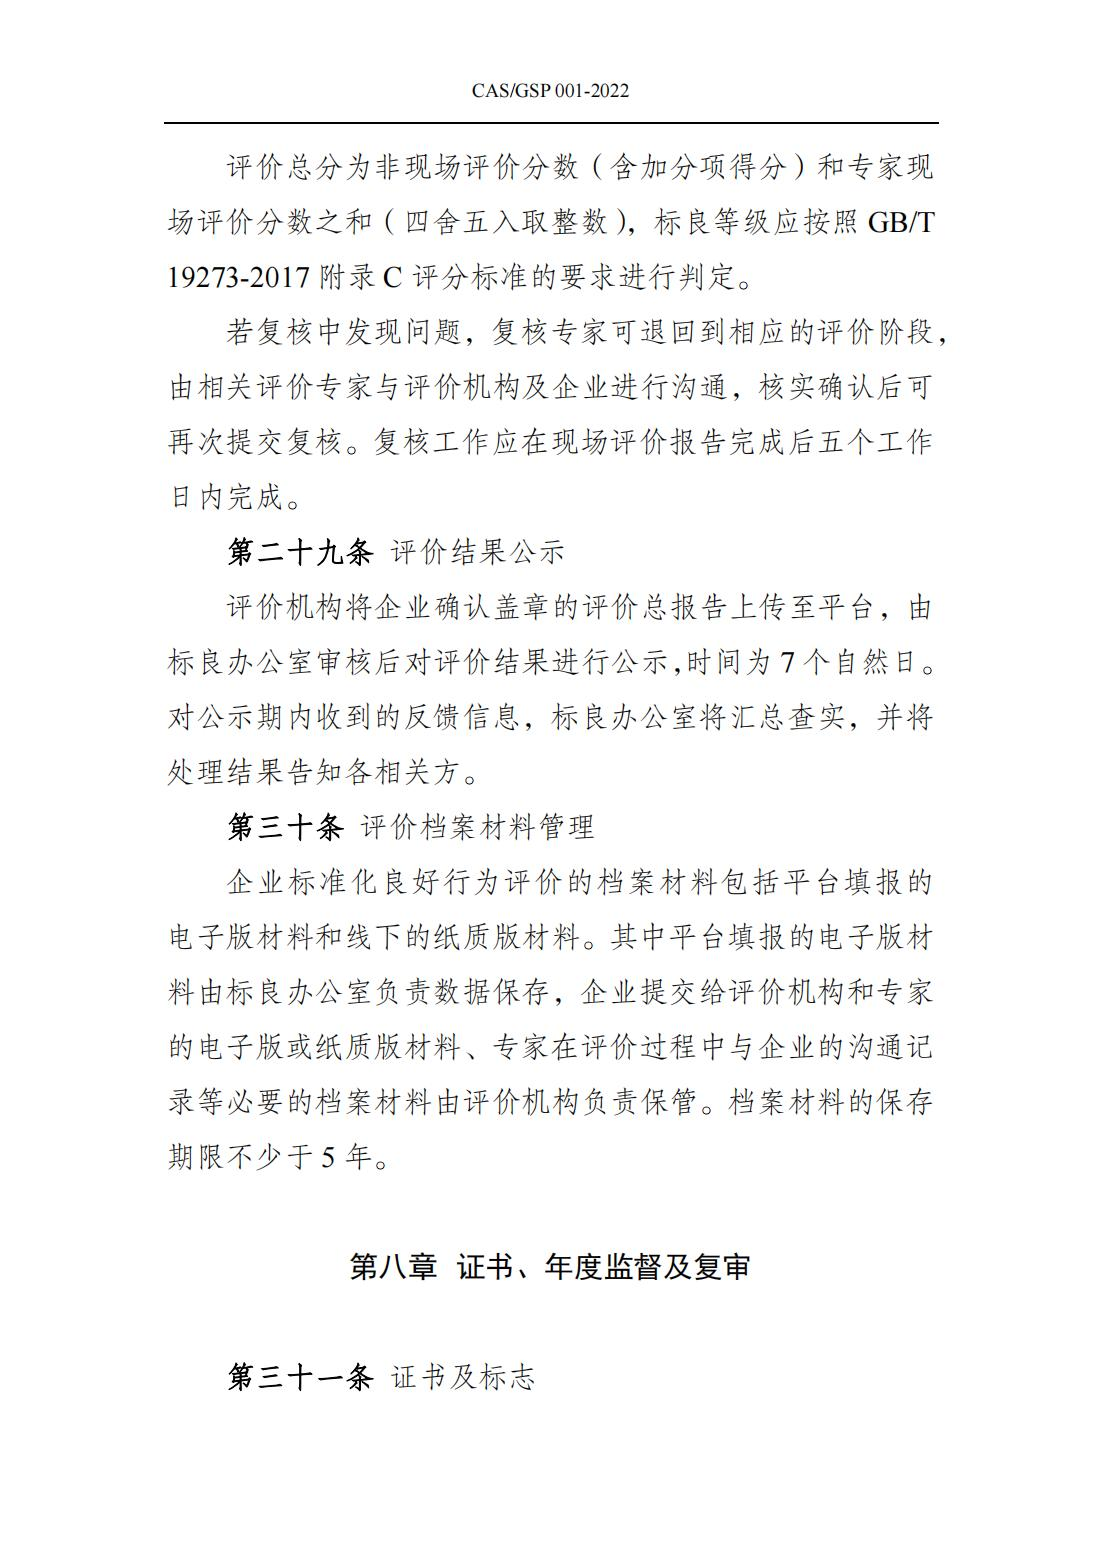 CAS/GSP 001-2022
评价总分为非现场评价分数（含加分项得分）和专家现
场评价分数之和（四舍五入取整数），标良等级应按照 GB/T
19273-2017 附录 C 评分标准的要求进行判定。
若复核中发现问题，复核专家可退回到相应的评价阶段，
由相关评价专家与评价机构及企业进行沟通，核实确认后可
再次提交复核。复核工作应在现场评价报告完成后五个工作
日内完成。
第二十九条 评价结果公示
评价机构将企业确认盖章的评价总报告上传至平台，由
标良办公室审核后对评价结果进行公示,时间为 7 个自然日。
对公示期内收到的反馈信息，标良办公室将汇总查实，并将
处理结果告知各相关方。
第三十条 评价档案材料管理
企业标准化良好行为评价的档案材料包括平台填报的
电子版材料和线下的纸质版材料。其中平台填报的电子版材
料由标良办公室负责数据保存，企业提交给评价机构和专家
的电子版或纸质版材料、专家在评价过程中与企业的沟通记
录等必要的档案材料由评价机构负责保管。档案材料的保存
期限不少于 5 年。
第八章 证书、年度监督及复审
第三十一条 证书及标志